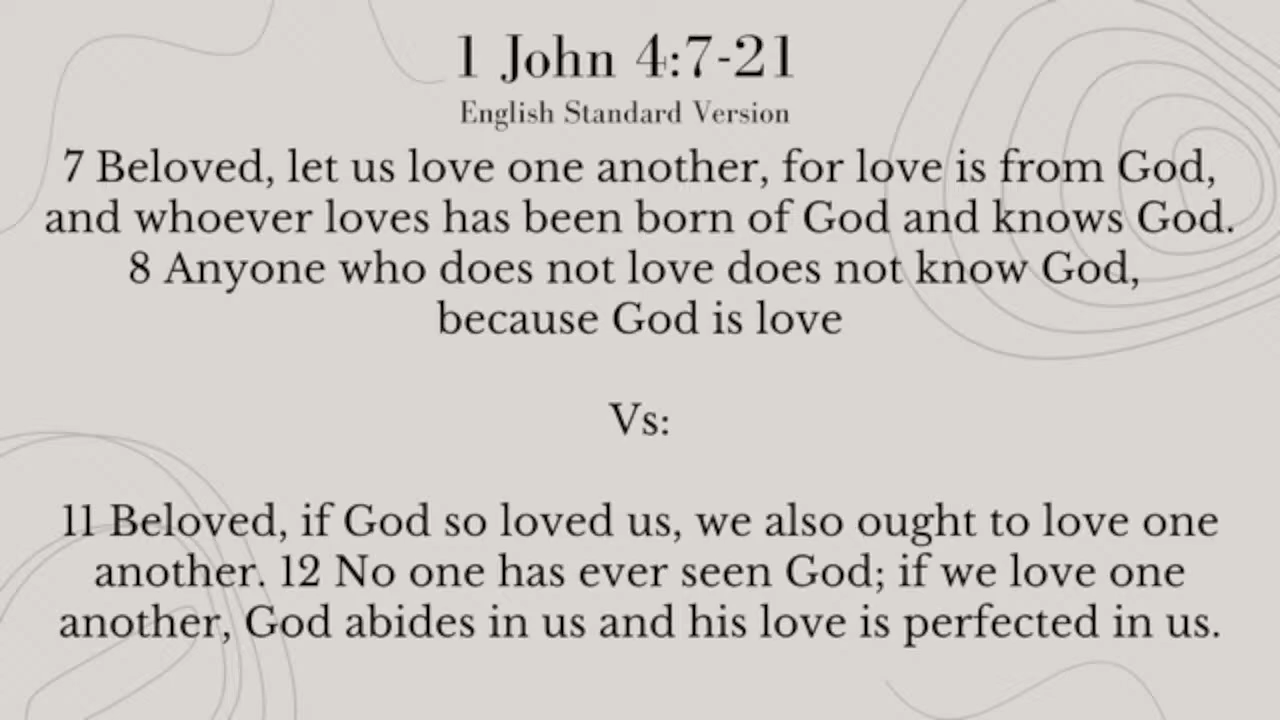 1 John 4:7-21
English Standard Version
7 Beloved, let us love one another, for love is from God,
and whoever loves has been born of God and knows God.
8 Anyone who does not love does not know God,
because God is love
Vs:
11 Beloved, if God so loved us, we also ought to love one
another. 12 No one has ever seen God; if we love one
another, God abides in us and his love is perfected in us.